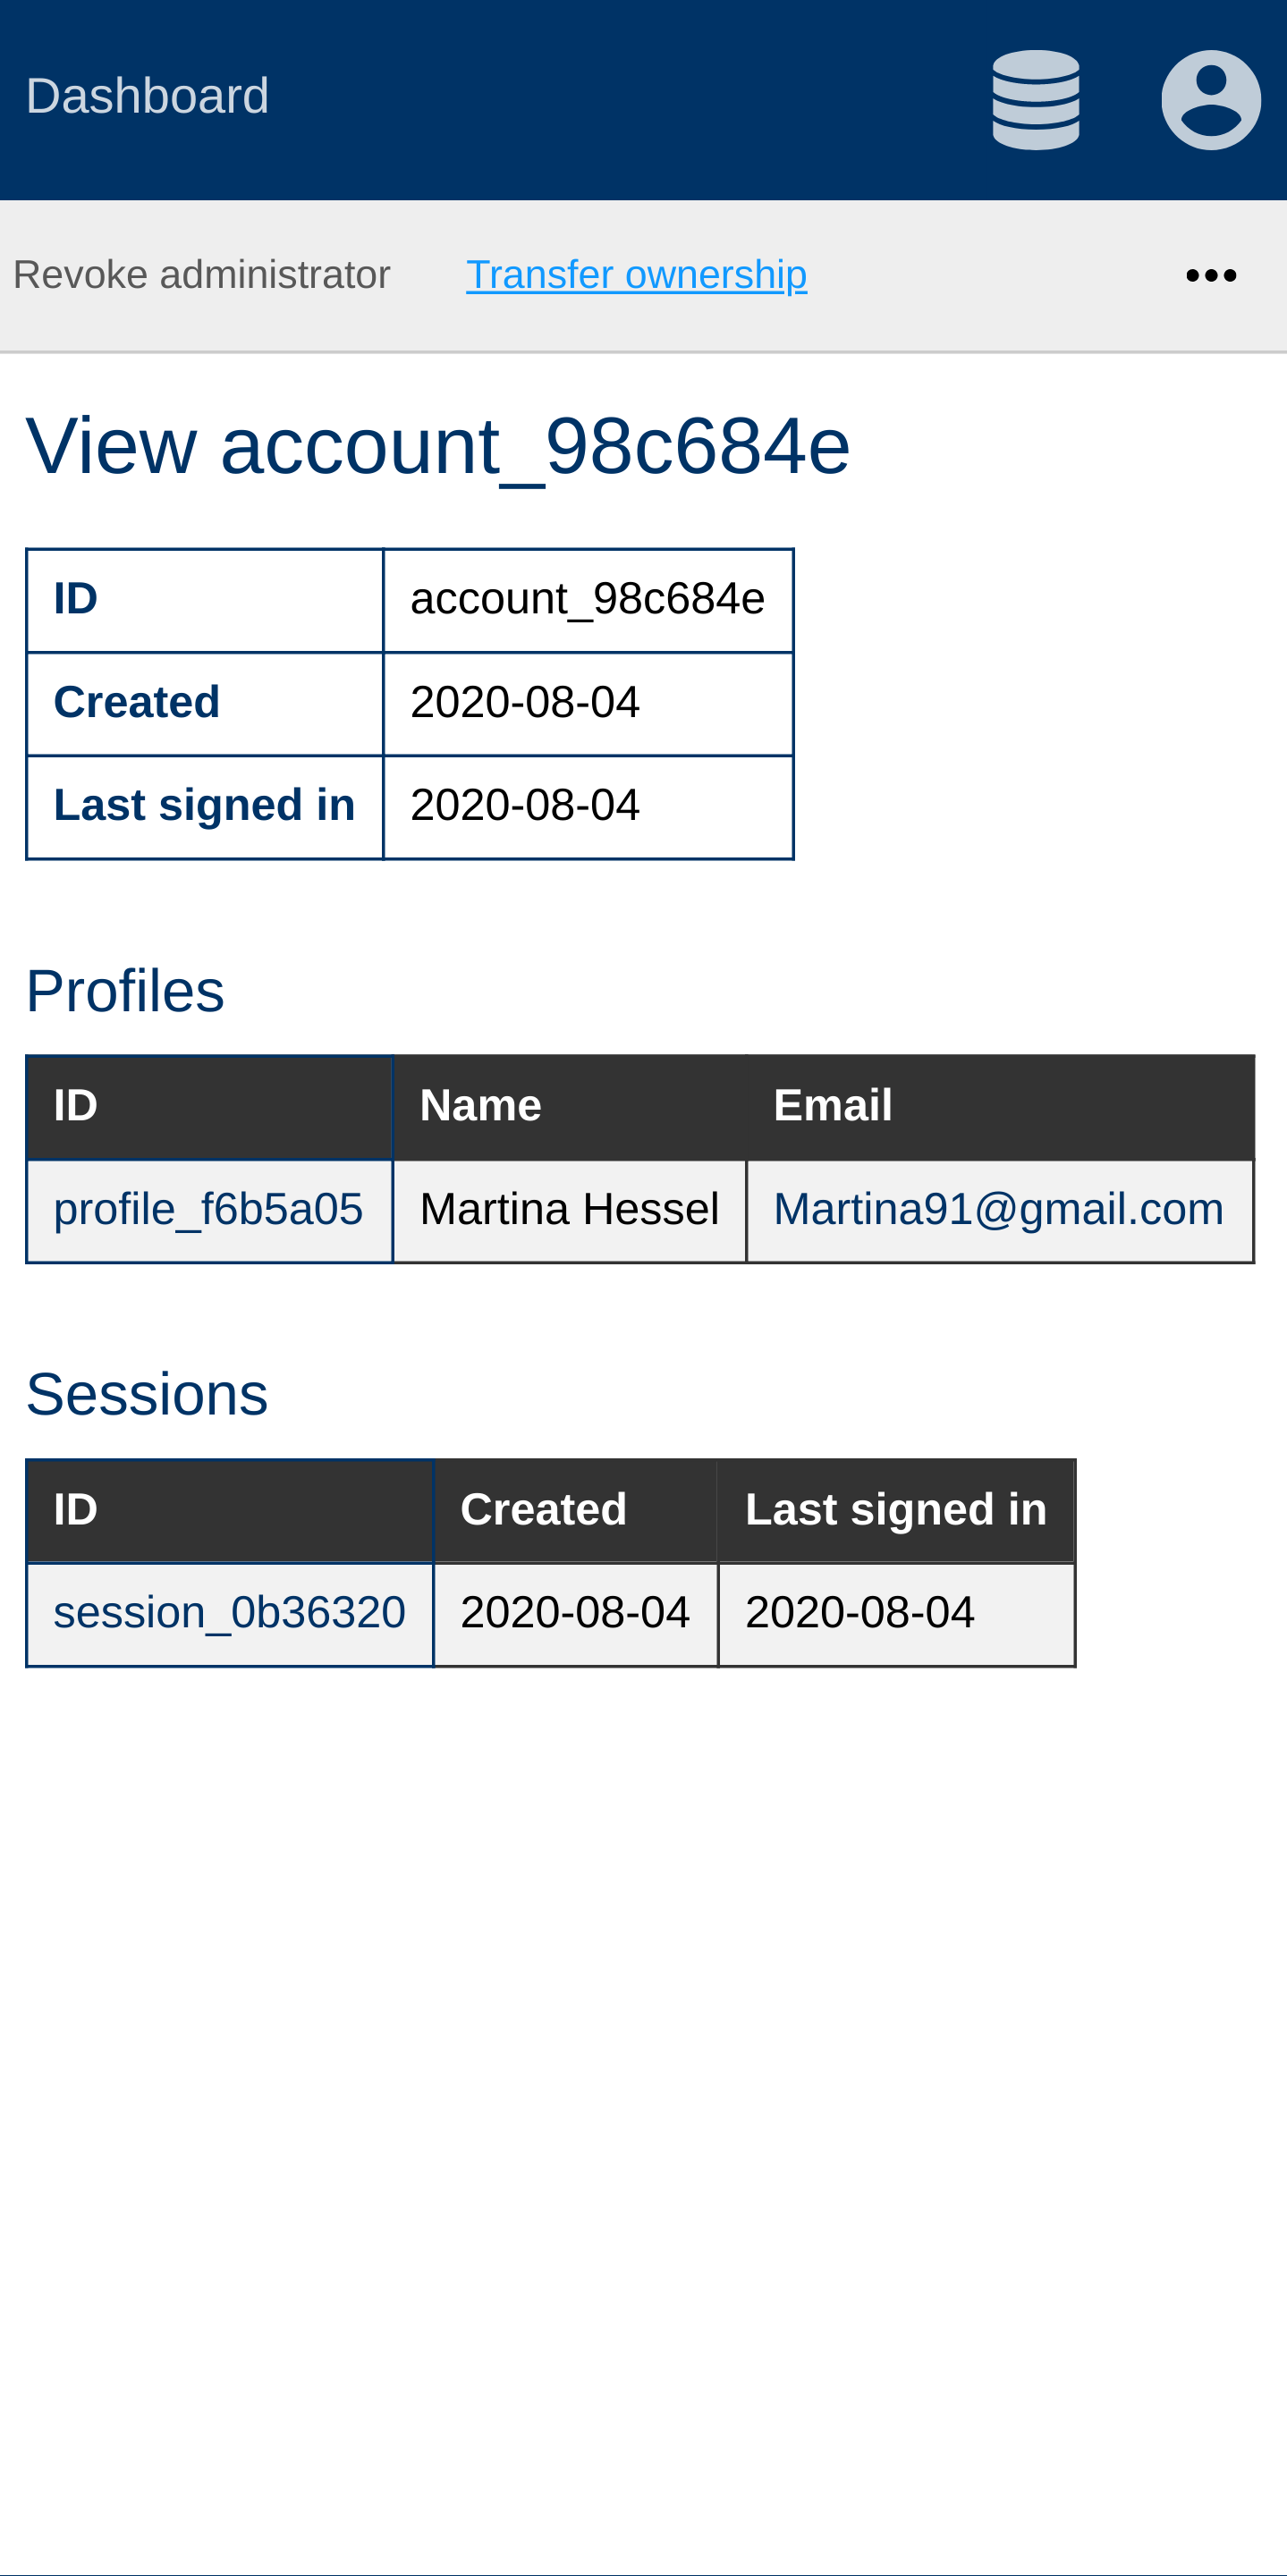 Dashboard
Revoke administrator Transfer ownership •••
View account_98c684e
ID account_98c684e
Created 2020-08-04
Last signed in 2020-08-04
Profiles
ID Name Email
profile_f6b5a05 Martina Hessel Martina91@gmail.com
Sessions
ID Created Last signed in
session_0b36320 2020-08-04 2020-08-04